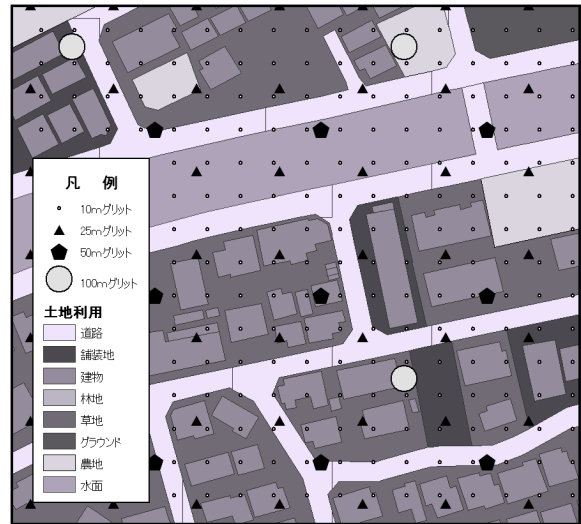 凡 例
10mグリット
25mグリット
50mグリット
100mグリット
土地利用
道路
舗装地
建物
林地
草地
グラウンド
農地
水面